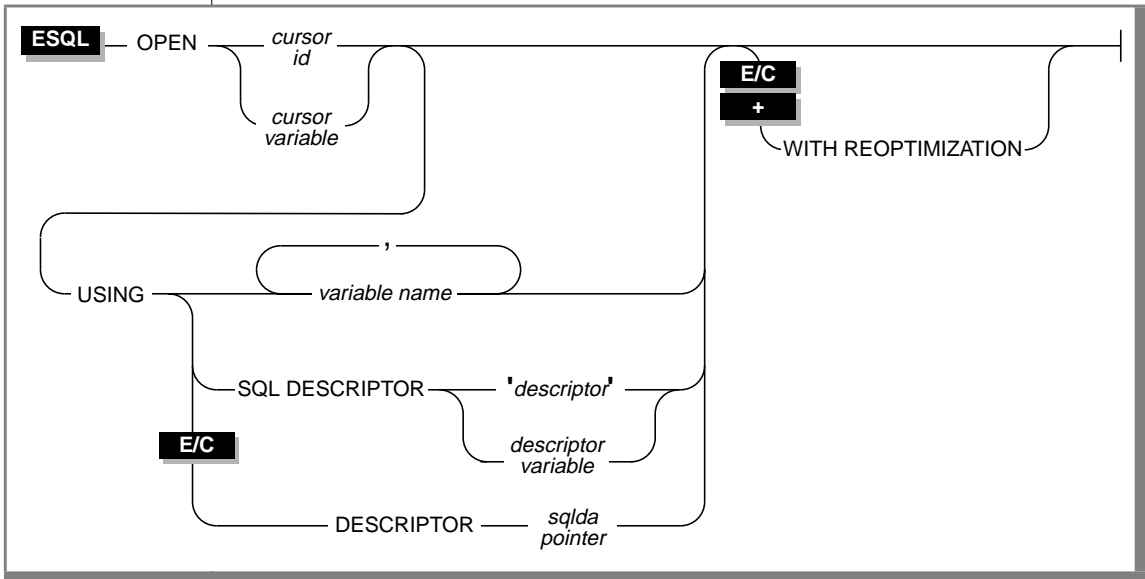 ESQL OPEN cursor
id
cursor
variable
E/C
+
WITH REOPTIMIZATION
,
USING variable name
SQL DESCRIPTOR 'descriptor'
E/C
descriptor
variable
DESCRIPTOR sqlda
pointer